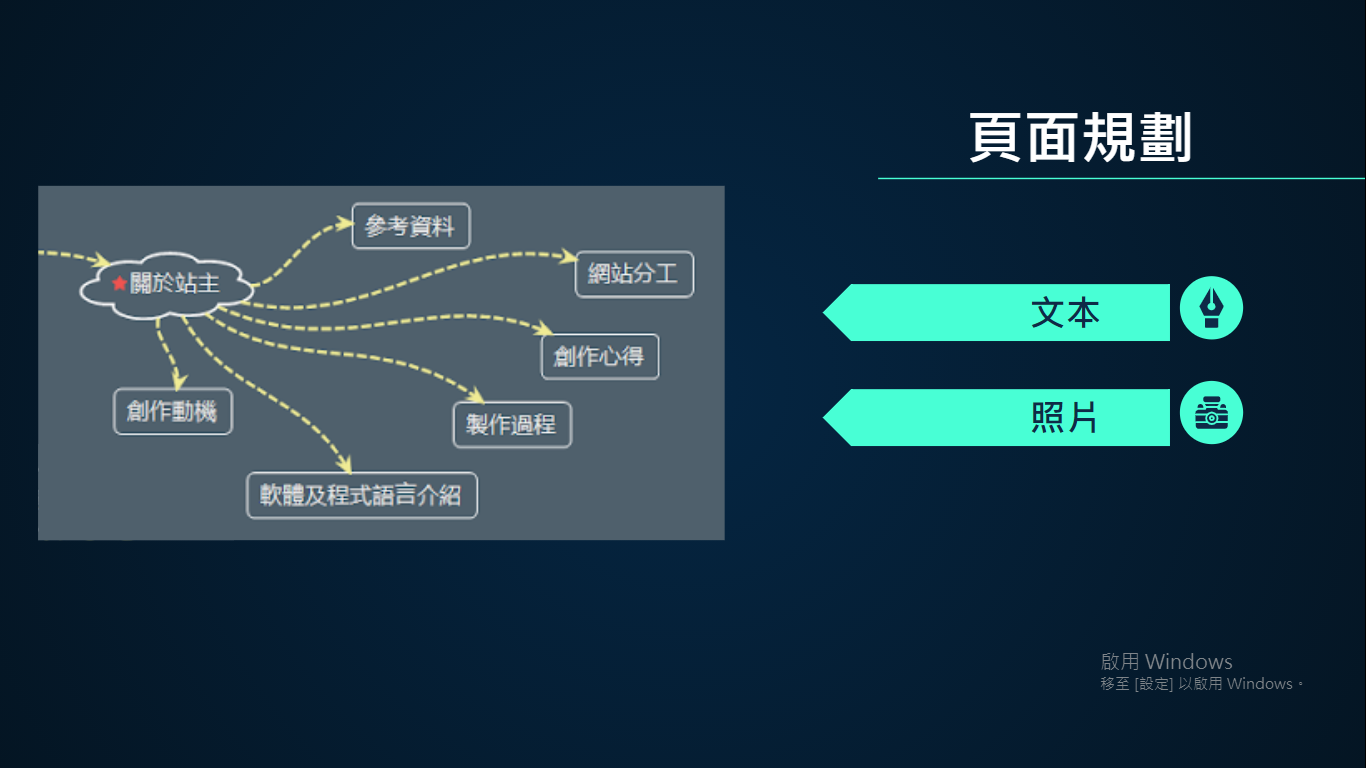 頁面規劃
參考資料
網站分工
關於站主
創作心得
創作動機
製作過程
軟體及程式語言介紹
文本
照片
啟用 Windows
移至 [設定] 以啟用 Windows。